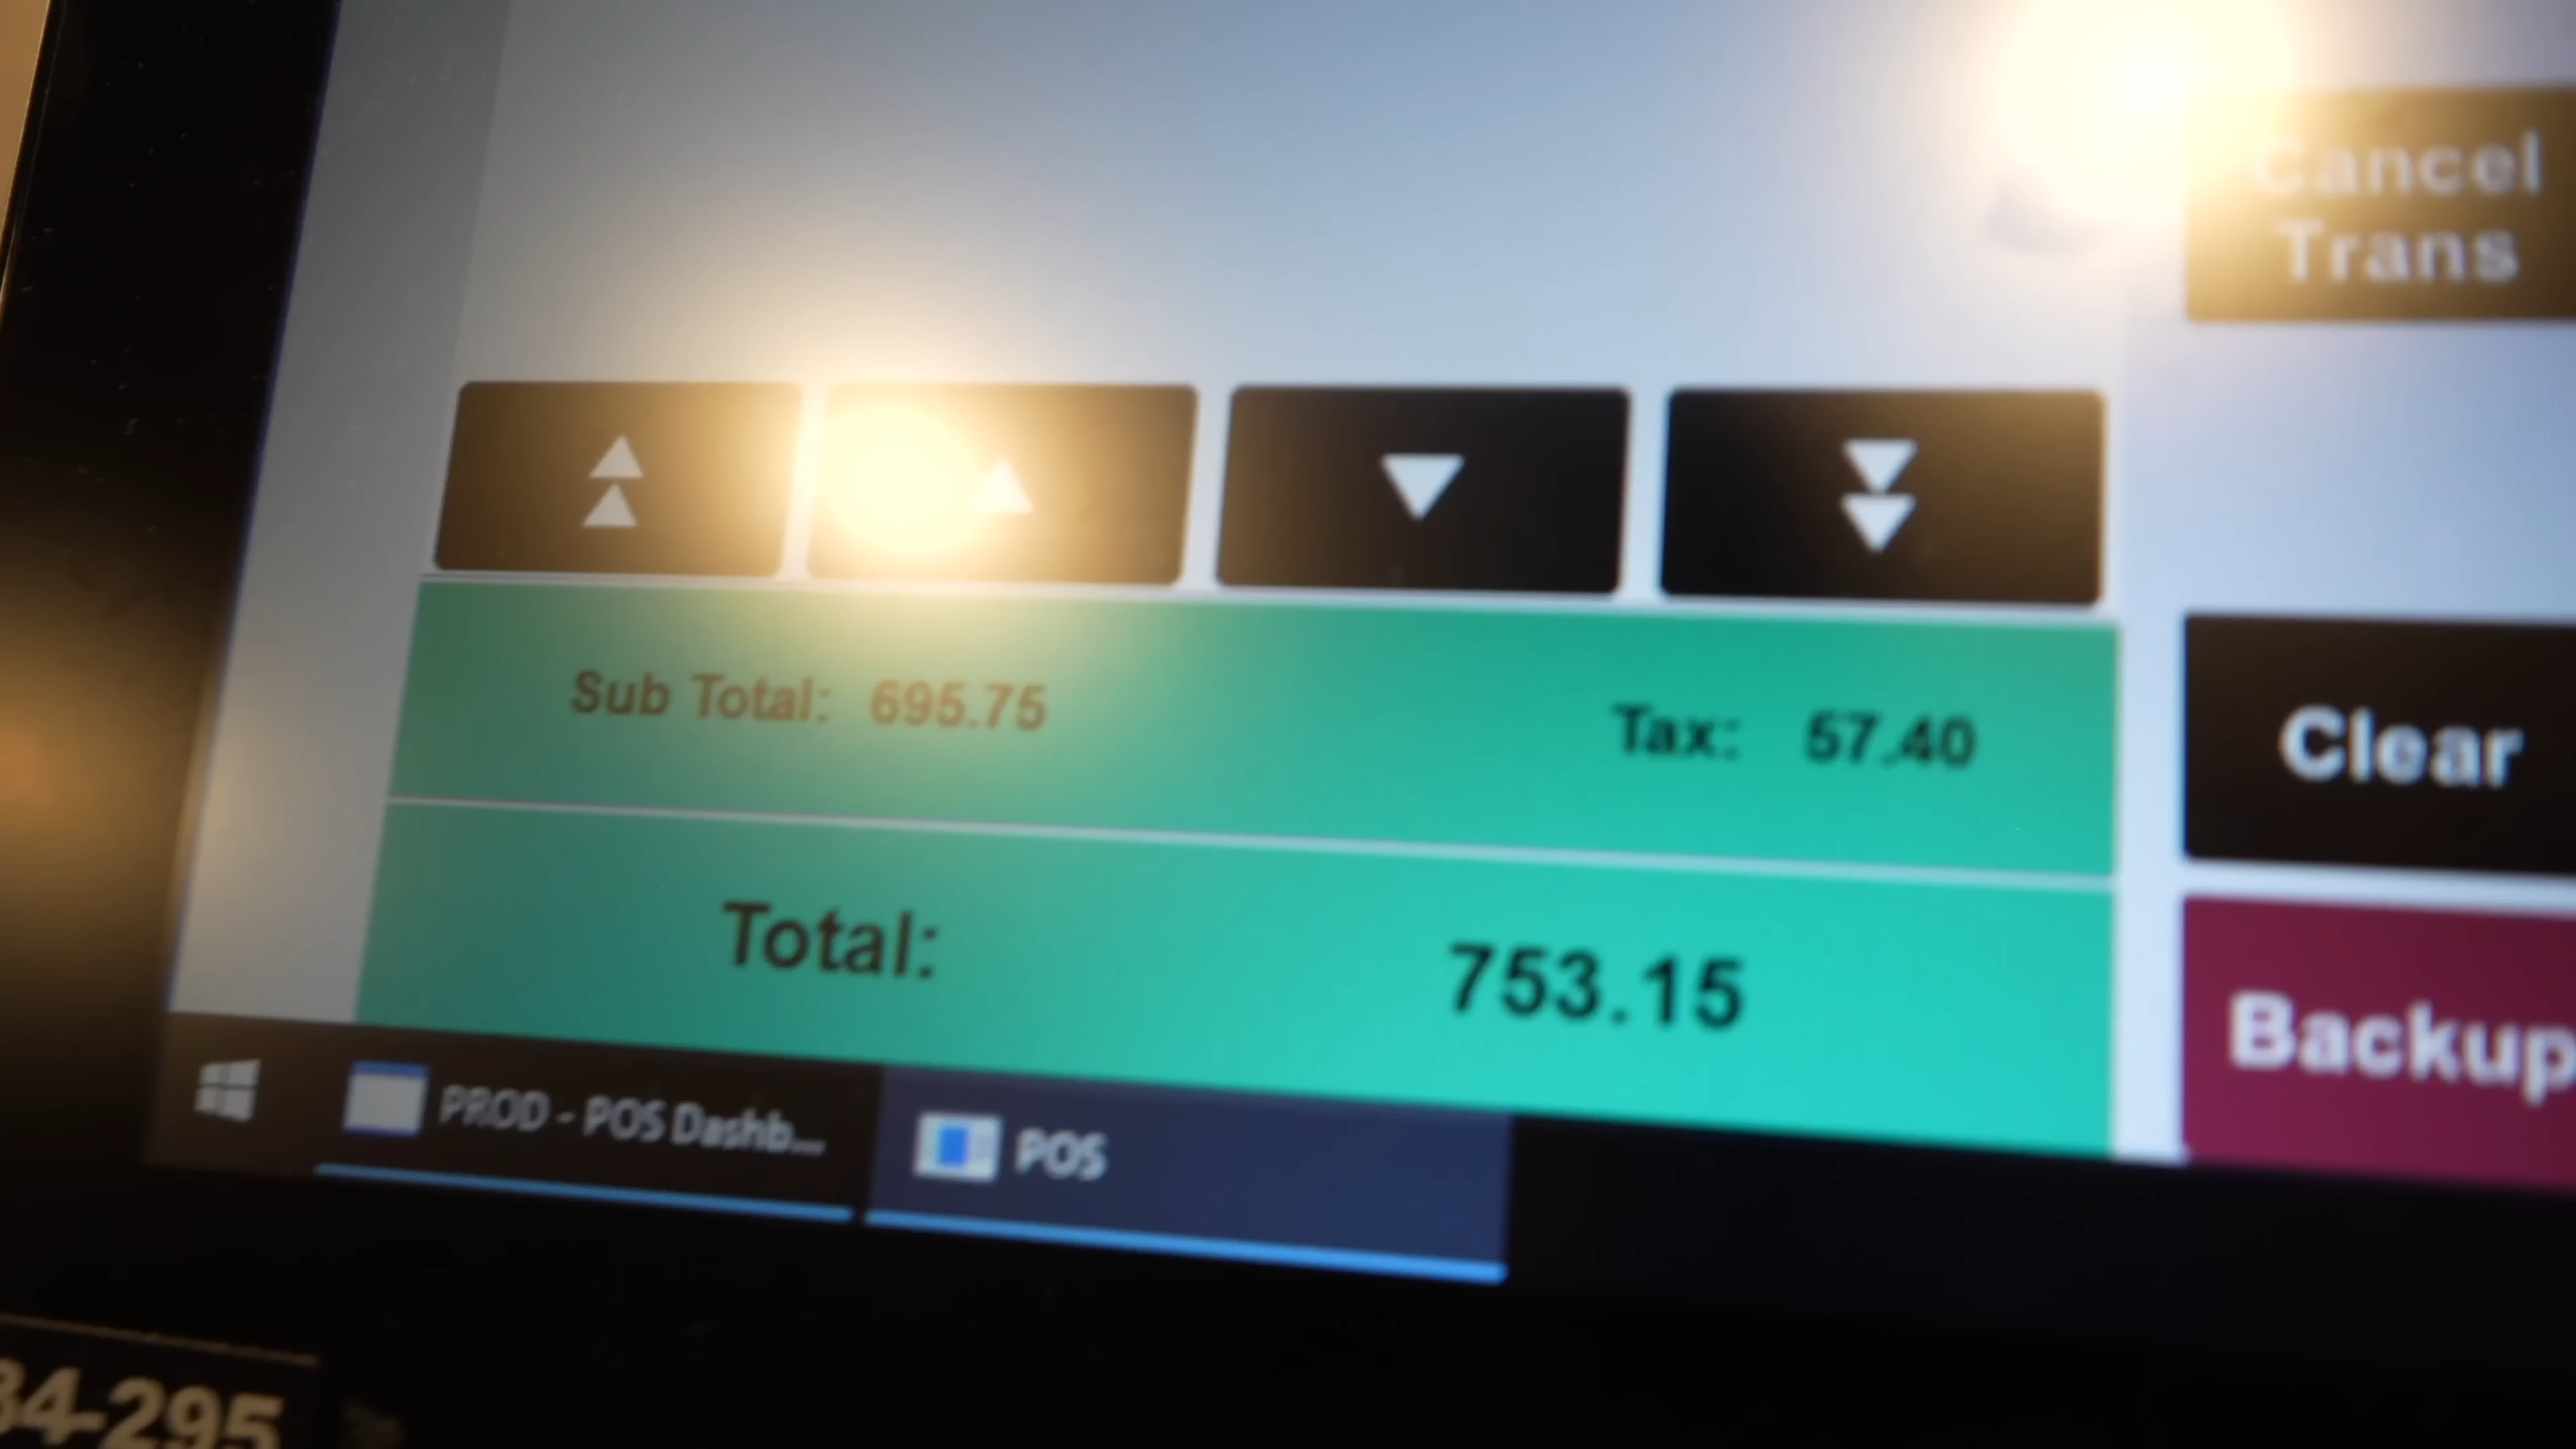 Cancel
Trans
Sub Total: 695.75
Tax: 57.40
Clear
Total: 753.15
Backup
PROD - POS Dashb...
POS
34-295